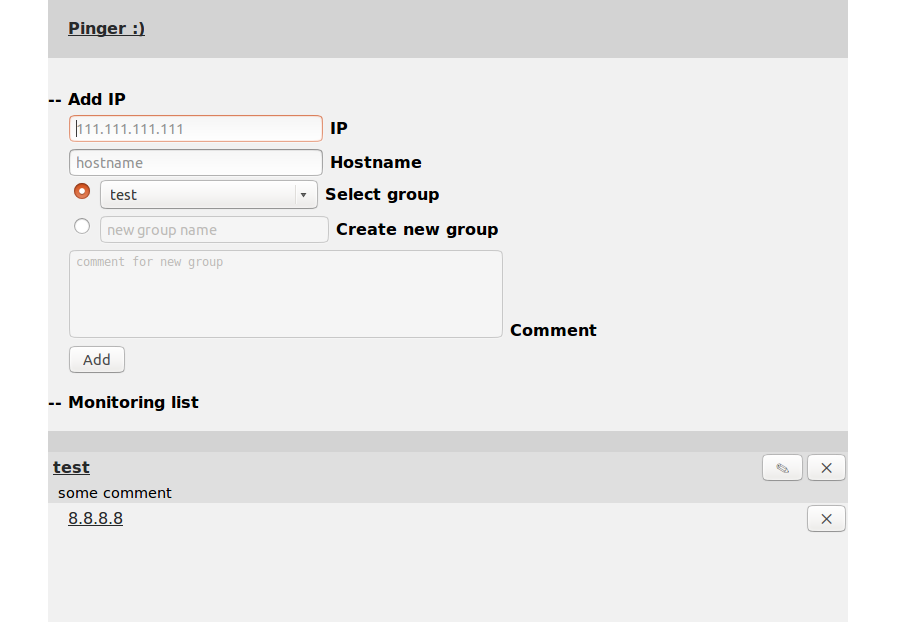 Pinger :)
-- Add IP
111.111.111.111 IP
hostname Hostname
test Select group
new group name Create new group
comment for new group
Comment
Add
-- Monitoring list
test
some comment
8.8.8.8